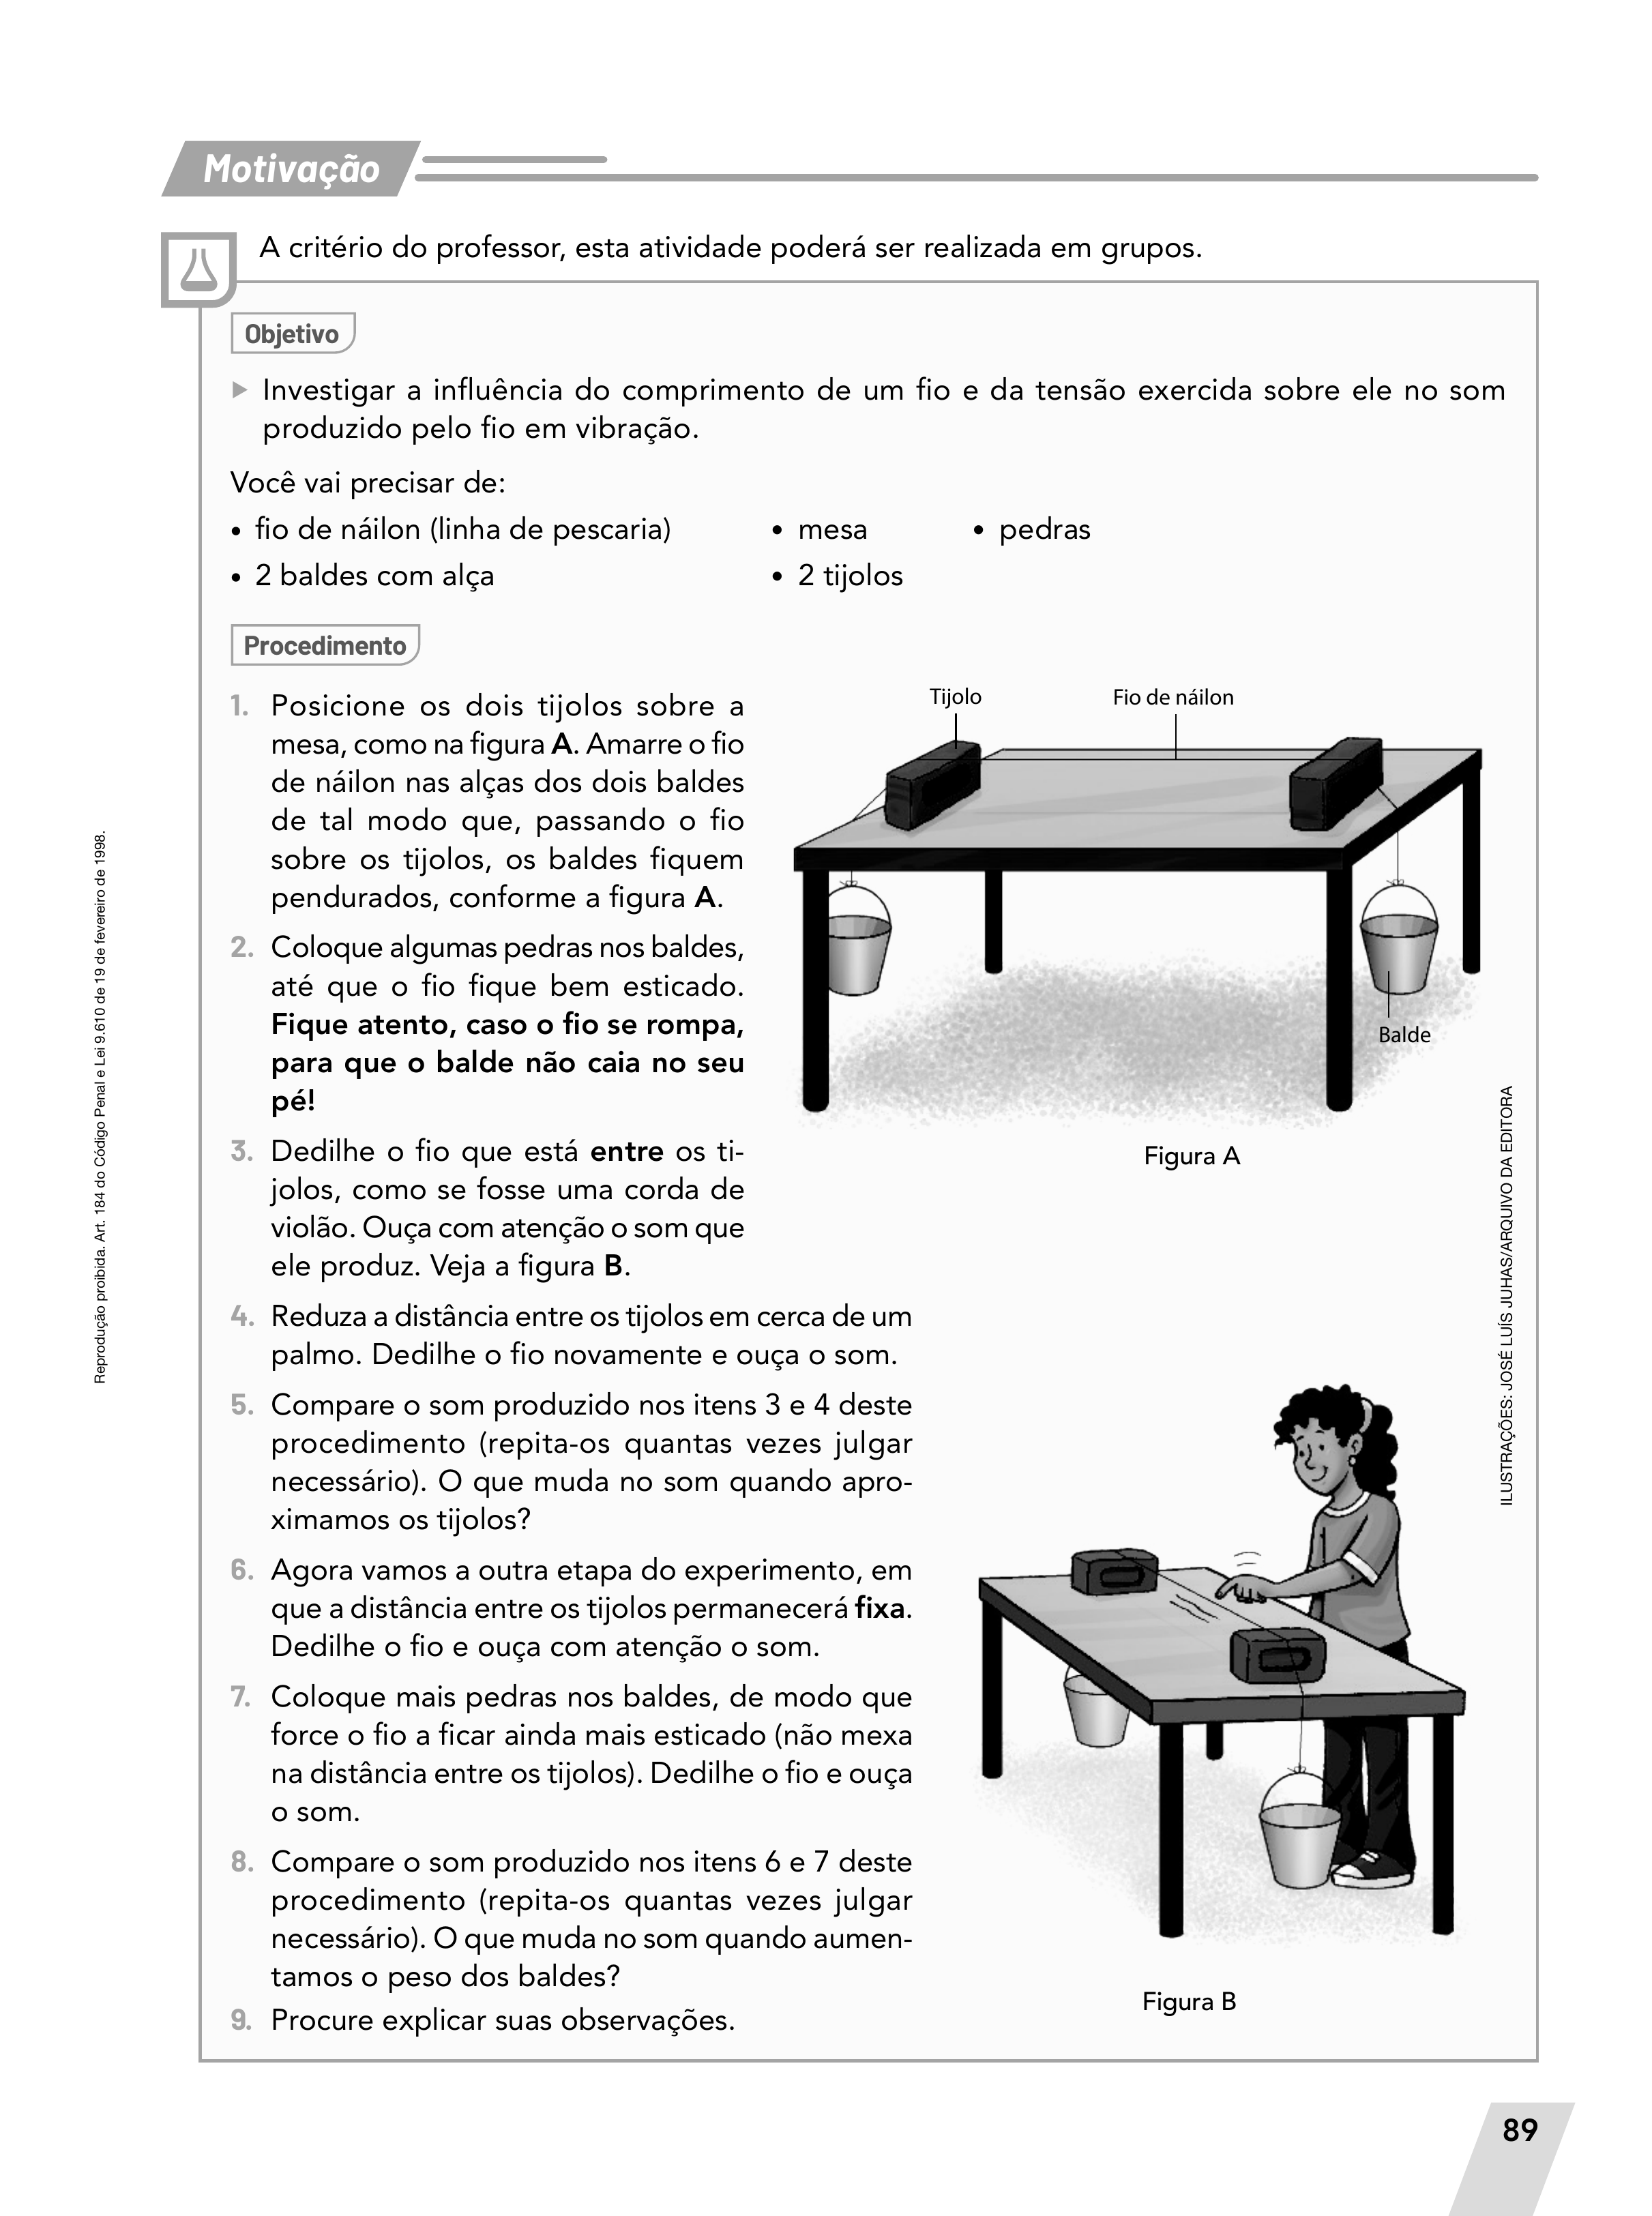 Motivação
A critério do professor, esta atividade poderá ser realizada em grupos.
Objetivo
Investigar a influência do comprimento de um fio e da tensão exercida sobre ele no som
produzido pelo fio em vibração.
Você vai precisar de:
• fio de náilon (linha de pescaria)
• 2 baldes com alça
• mesa
• 2 tijolos
• pedras
Procedimento
1. Posicione os dois tijolos sobre a
mesa, como na figura A. Amarre o fio
de náilon nas alças dos dois baldes
de tal modo que, passando o fio
sobre os tijolos, os baldes fiquem
pendurados, conforme a figura A.
2. Coloque algumas pedras nos baldes,
até que o fio fique bem esticado.
Fique atento, caso o fio se rompa,
para que o balde não caia no seu
pé!
3. Dedilhe o fio que está entre os ti-
jolos, como se fosse uma corda de
violão. Ouça com atenção o som que
ele produz. Veja a figura B.
4. Reduza a distância entre os tijolos em cerca de um
palmo. Dedilhe o fio novamente e ouça o som.
5. Compare o som produzido nos itens 3 e 4 deste
procedimento (repita-os quantas vezes julgar
necessário). O que muda no som quando apro-
ximamos os tijolos?
6. Agora vamos a outra etapa do experimento, em
que a distância entre os tijolos permanecerá fixa.
Dedilhe o fio e ouça com atenção o som.
7. Coloque mais pedras nos baldes, de modo que
force o fio a ficar ainda mais esticado (não mexa
na distância entre os tijolos). Dedilhe o fio e ouça
o som.
8. Compare o som produzido nos itens 6 e 7 deste
procedimento (repita-os quantas vezes julgar
necessário). O que muda no som quando aumen-
tamos o peso dos baldes?
9. Procure explicar suas observações.
Tijolo
Fio de náilon
Balde
Figura A
Figura B
ILUSTRAÇÕES: JOSÉ LUÍS JUHAS/ARQUIVO DA EDITORA
Reprodução proibida. Art. 184 do Código Penal e Lei 9.610 de 19 de fevereiro de 1998.
89